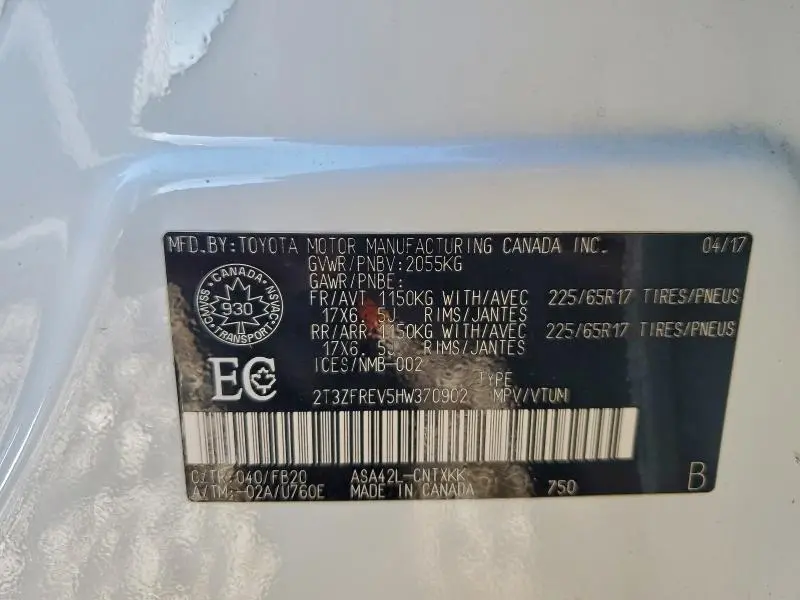 MFD.BY:TOYOTA MOTOR MANUFACTURING CANADA INC. 04/17
GVWR/PNBV:2055KG
GAWR/PNBE:
FR/AVT 1150KG WITH/AVEC 225/65R17 TIRES/PNEUS
17X6.5J RIMS/JANTES
RR/ARR 1150KG WITH/AVEC 225/65R17 TIRES/PNEUS
17X6.5J RIMS/JANTES
ICES/NMB-002
CANADA
CMVSS NSVAC
930
TRANSPORT
EC
TYPE
2T3ZFREV5HW370902 MPV/VTUM
C/TR:040/FB20 ASA42L-CNTXKK
A/TM:-02A/U760E MADE IN CANADA 750 B